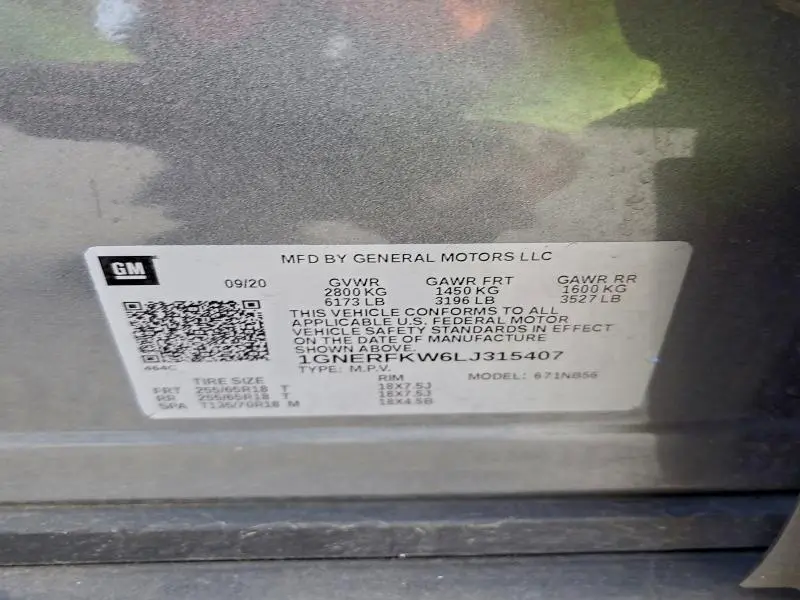 GM
MFD BY GENERAL MOTORS LLC
09/20 GVWR GAWR FRT GAWR RR
2800 KG 1450 KG 1600 KG
6173 LB 3196 LB 3527 LB
THIS VEHICLE CONFORMS TO ALL
APPLICABLE U.S. FEDERAL MOTOR
VEHICLE SAFETY STANDARDS IN EFFECT
ON THE DATE OF MANUFACTURE
SHOWN ABOVE.
1GNERFKW6LJ315407
464C
TYPE: M.P.V. MODEL: 671NB56
TIRE SIZE RIM
FRT 255/65R18 T 18X7.5J
RR 255/65R18 T 18X7.5J
SPA T135/70R18 M 18X4.5B